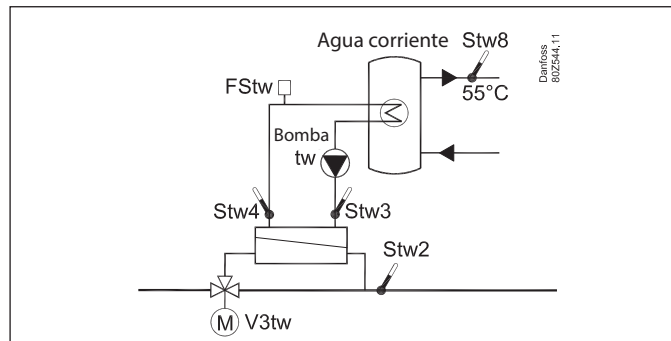 Agua corriente
Stw8
Danfoss
80Z544.11
FStw
55°C
Bomba
tw
Stw4
Stw3
Stw2
M
V3tw